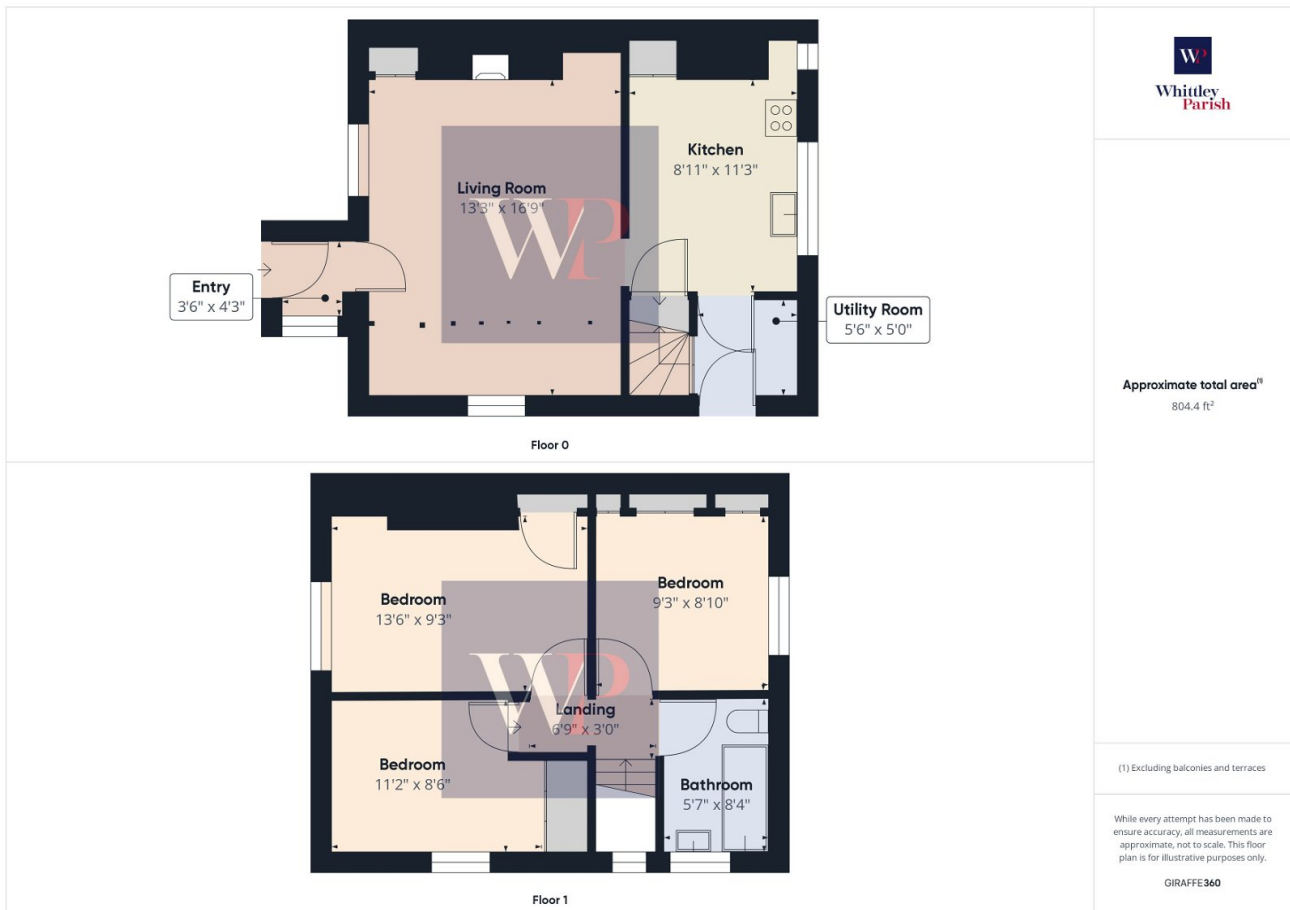 Living Room
13'3" x 16'9"
Kitchen
8'11" x 11'3"
Entry
3'6" x 4'3"
Utility Room
5'6" x 5'0"
WP
Floor 0
Bedroom
13'6" x 9'3"
Bedroom
9'3" x 8'10"
Landing
6'9" x 3'0"
Bedroom
11'2" x 8'6"
Bathroom
5'7" x 8'4"
WP
Floor 1
WP
Whittley
Parish
Approximate total area(1)
804.4 ft²
(1) Excluding balconies and terraces
While every attempt has been made to
ensure accuracy, all measurements are
approximate, not to scale. This floor
plan is for illustrative purposes only.
GIRAFFE360